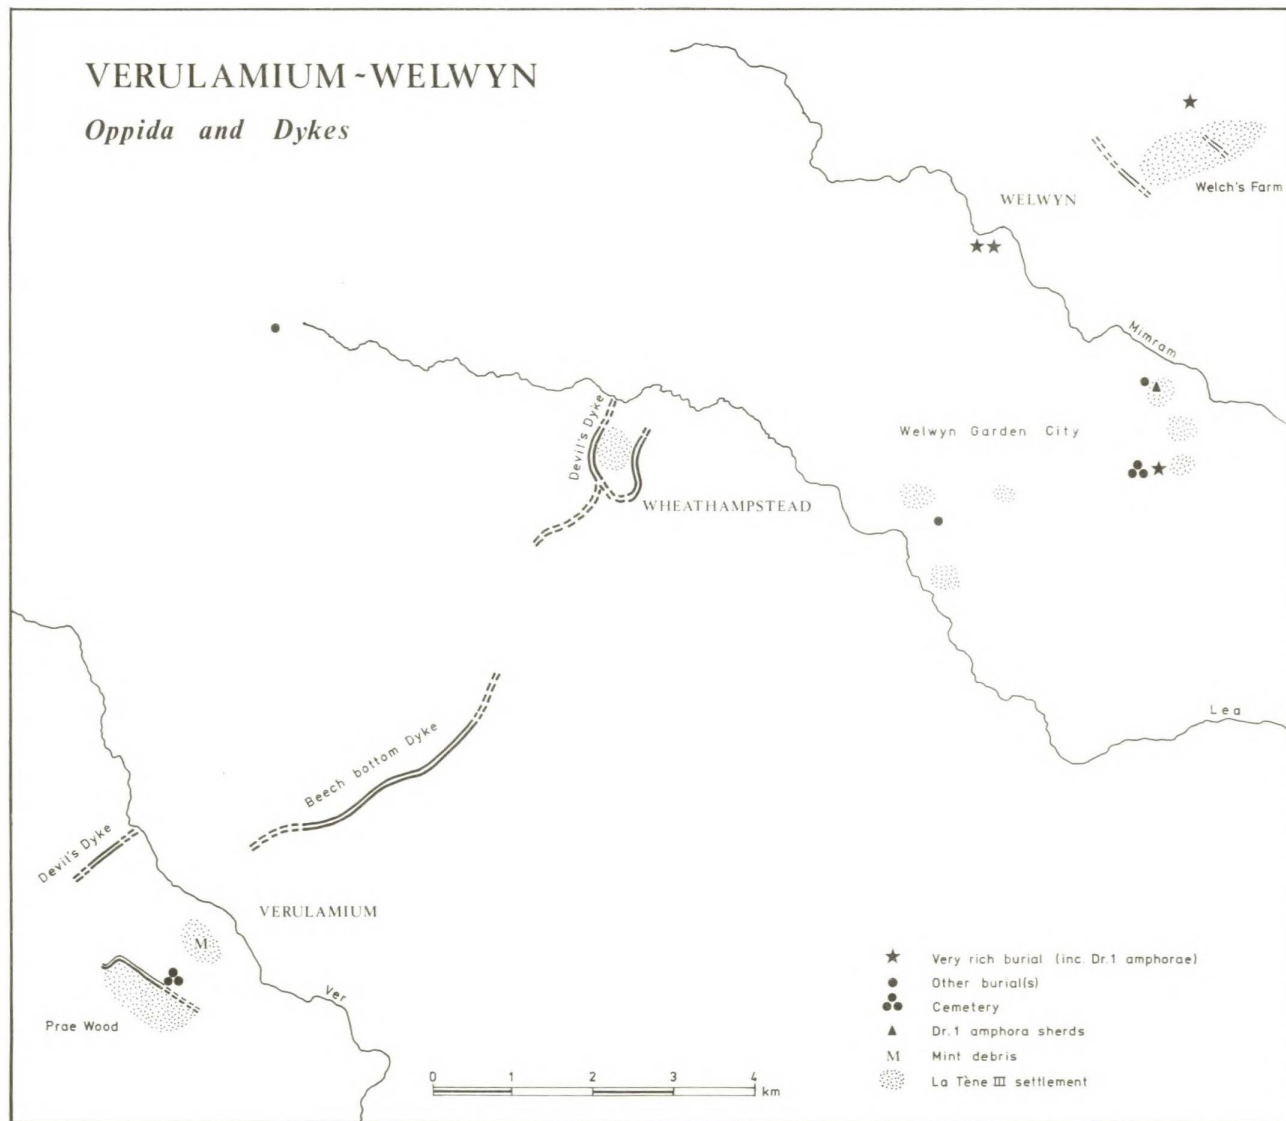 VERULAMIUM-WELWYN
Oppida and Dykes
Welch's Farm
WELWYN
Mimram
Devil's Dyke
Welwyn Garden City
WHEATHAMPSTEAD
Lea
Beech bottom Dyke
Devil's Dyke
VERULAMIUM
M
Ver
Prae Wood
Very rich burial (inc. Dr.1 amphorae)
Other burial(s)
Cemetery
Dr.1 amphora sherds
M Mint debris
La Tène III settlement
0 1 2 3 4
km